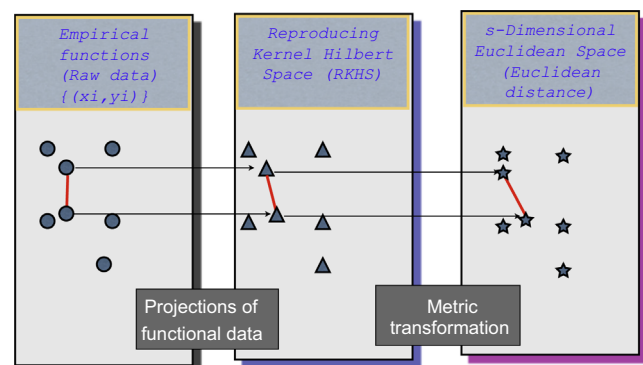 Empirical
functions
(Raw data)
{(xi,yi)}
Reproducing
Kernel Hilbert
Space (RKHS)
s-Dimensional
Euclidean Space
(Euclidean
distance)
Projections of
functional data
Metric
transformation